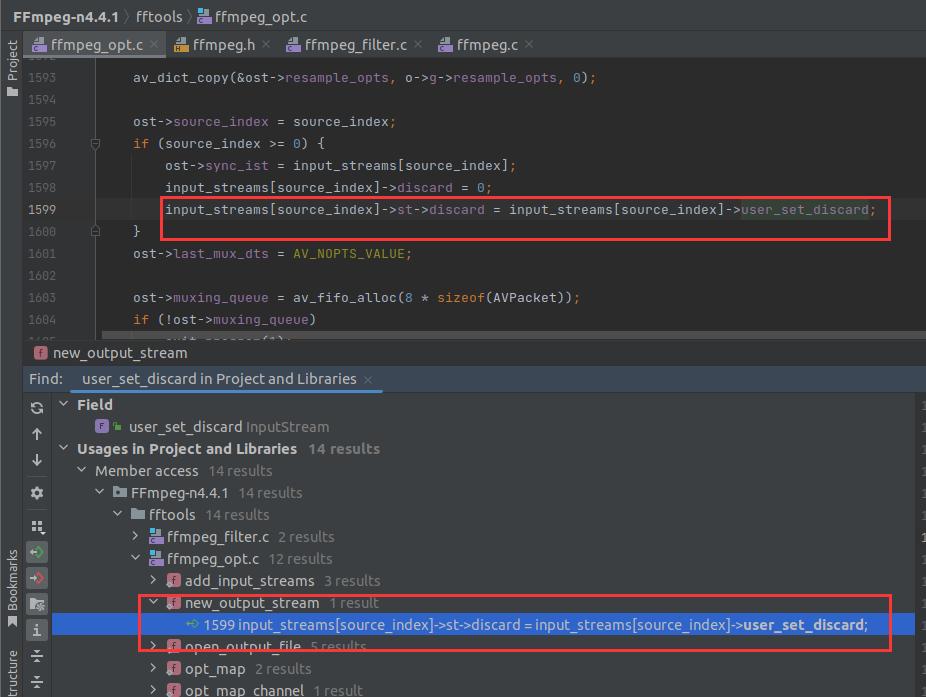 FFmpeg-n4.4.1 fftools ffmpeg_opt.c
ffmpeg_opt.c × ffmpeg.h × ffmpeg_filter.c × ffmpeg.c ×
Project
1593 av_dict_copy(&ost->resample_opts, o->g->resample_opts, 0);
1594
1595 ost->source_index = source_index;
1596 if (source_index >= 0) {
1597 ost->sync_ist = input_streams[source_index];
1598 input_streams[source_index]->discard = 0;
1599 input_streams[source_index]->st->discard = input_streams[source_index]->user_set_discard;
1600 }
1601 ost->last_mux_dts = AV_NOPTS_VALUE;
1602
1603 ost->muxing_queue = av_fifo_alloc(8 * sizeof(AVPacket));
1604 if (!ost->muxing_queue)
f new_output_stream
Find: user_set_discard in Project and Libraries ×
Field
F user_set_discard InputStream
Usages in Project and Libraries 14 results
Member access 14 results
FFmpeg-n4.4.1 14 results
fftools 14 results
ffmpeg_filter.c 2 results
ffmpeg_opt.c 12 results
f add_input_streams 3 results
f new_output_stream 1 result
1599 input_streams[source_index]->st->discard = input_streams[source_index]->user_set_discard;
f open_output_file 5 results
f opt_map 2 results
f opt_map_channel 1 result
Bookmarks
tructure